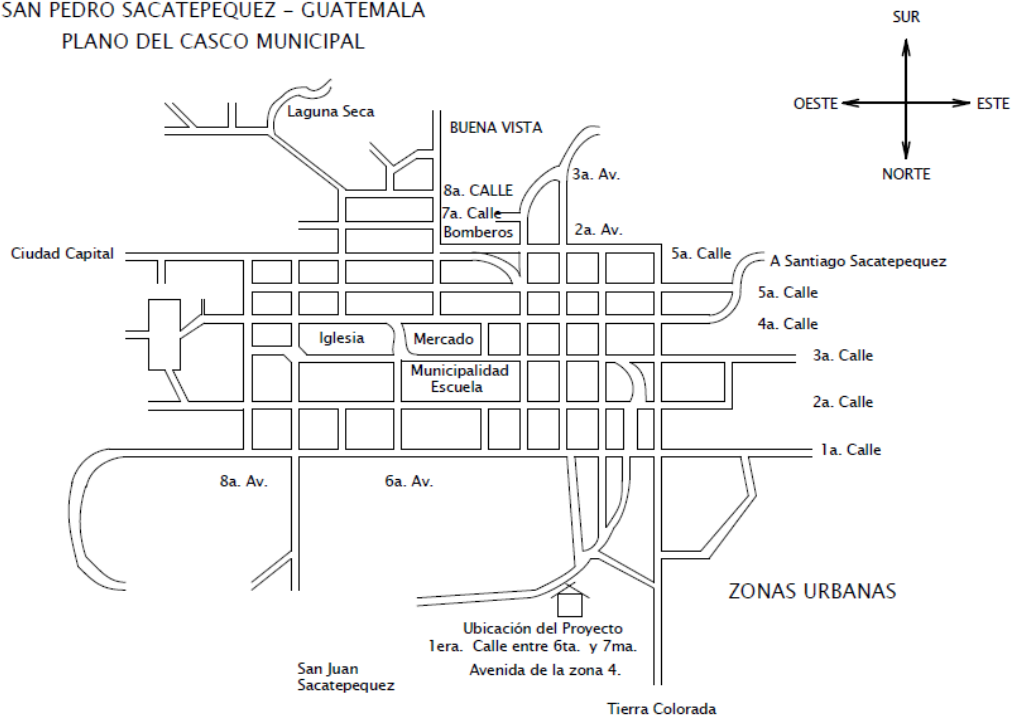 SAN PEDRO SACATEPEQUEZ – GUATEMALA
PLANO DEL CASCO MUNICIPAL
SUR
OESTE
ESTE
NORTE
Laguna Seca
BUENA VISTA
3a. Av.
8a. CALLE
7a. Calle
Bomberos
2a. Av.
Ciudad Capital
5a. Calle
A Santiago Sacatepequez
5a. Calle
4a. Calle
Iglesia
Mercado
3a. Calle
Municipalidad
Escuela
2a. Calle
1a. Calle
8a. Av.
6a. Av.
ZONAS URBANAS
Ubicación del Proyecto
1era. Calle entre 6ta. y 7ma.
Avenida de la zona 4.
San Juan
Sacatepequez
Tierra Colorada